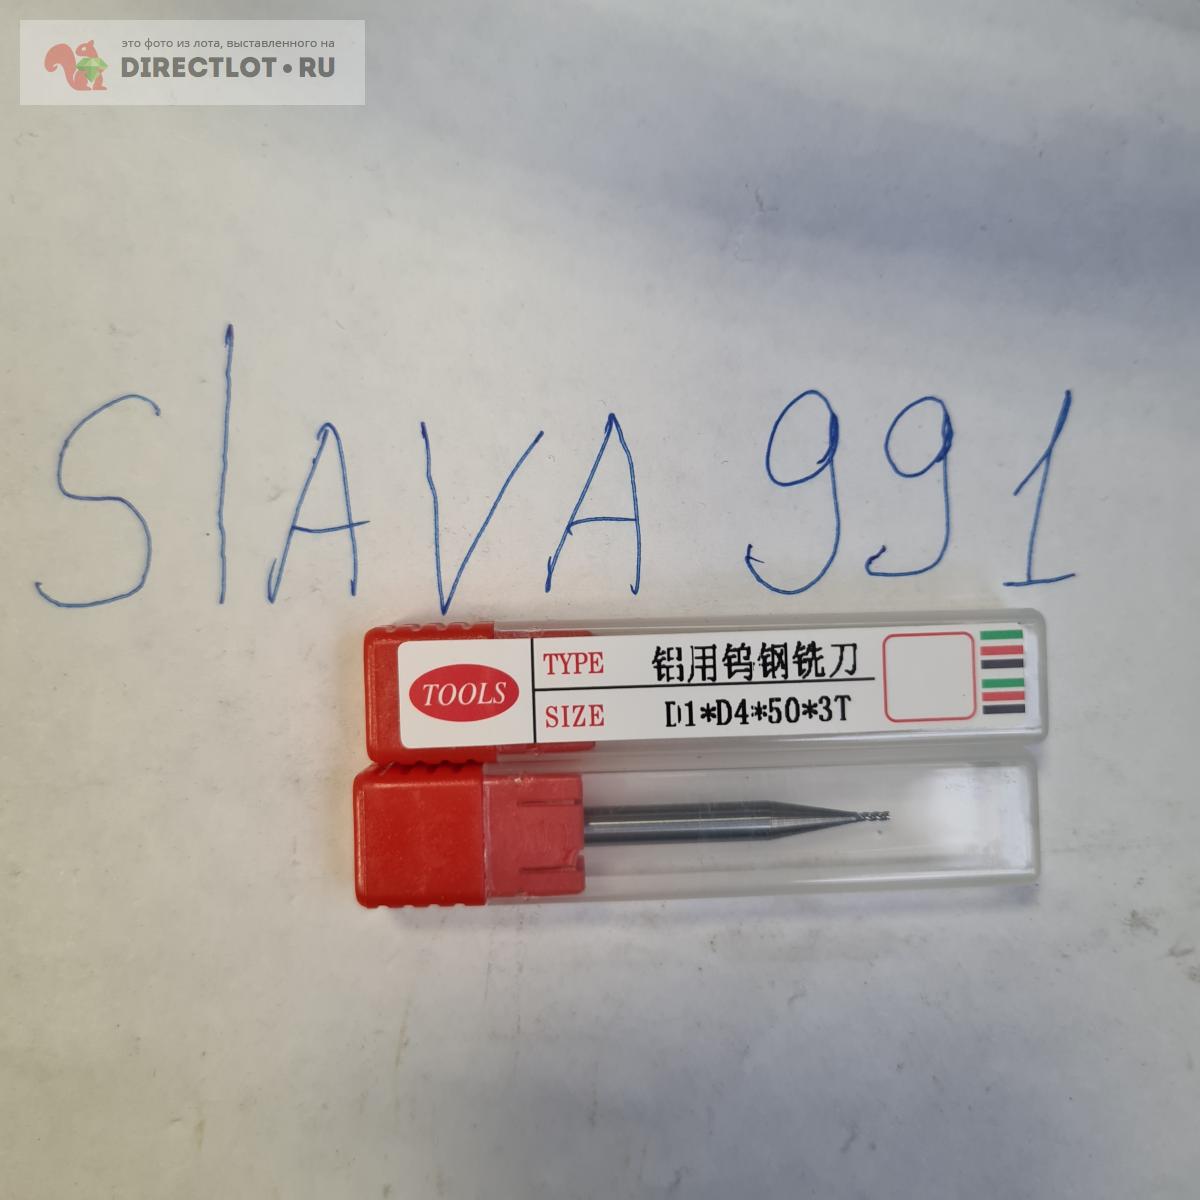 это фото из лота, выставленного на
DIRECTLOT•RU
SlAVA 991
TOOLS
TYPE 铝用钨钢铣刀
SIZE D1*D4*50*3T